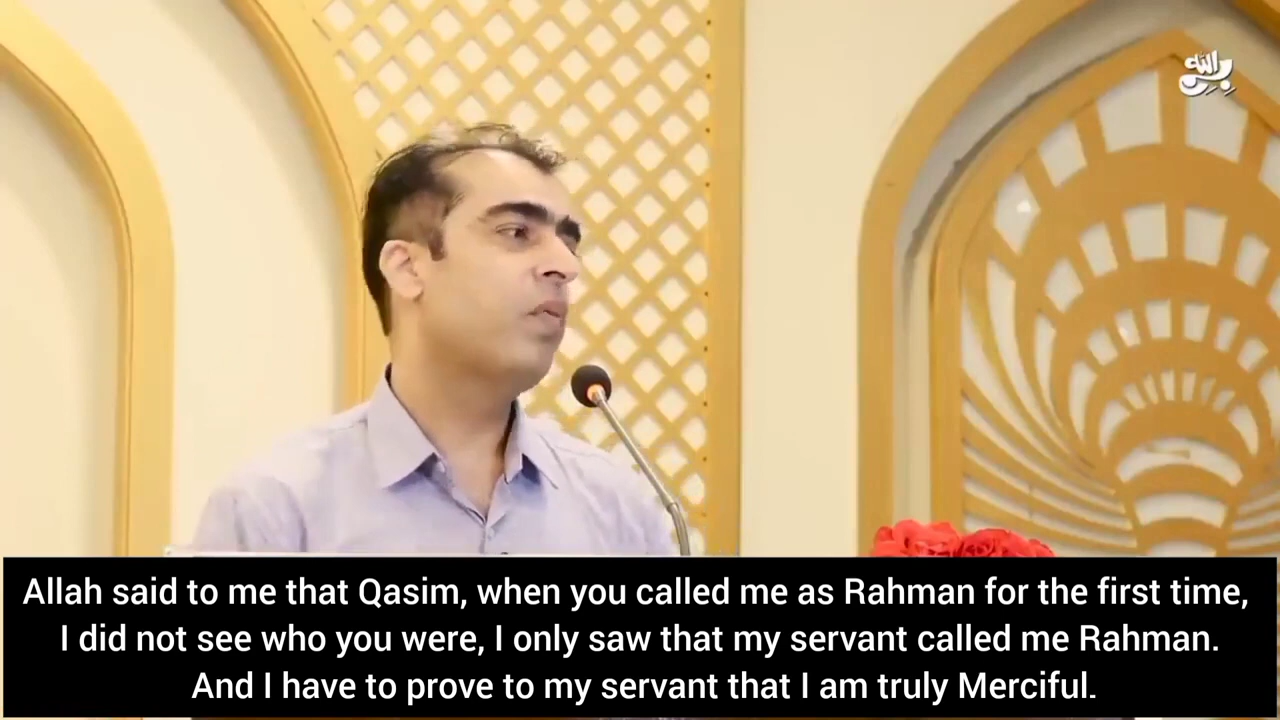 بسم الله
Allah said to me that Qasim, when you called me as Rahman for the first time,
I did not see who you were, I only saw that my servant called me Rahman.
And I have to prove to my servant that I am truly Merciful.